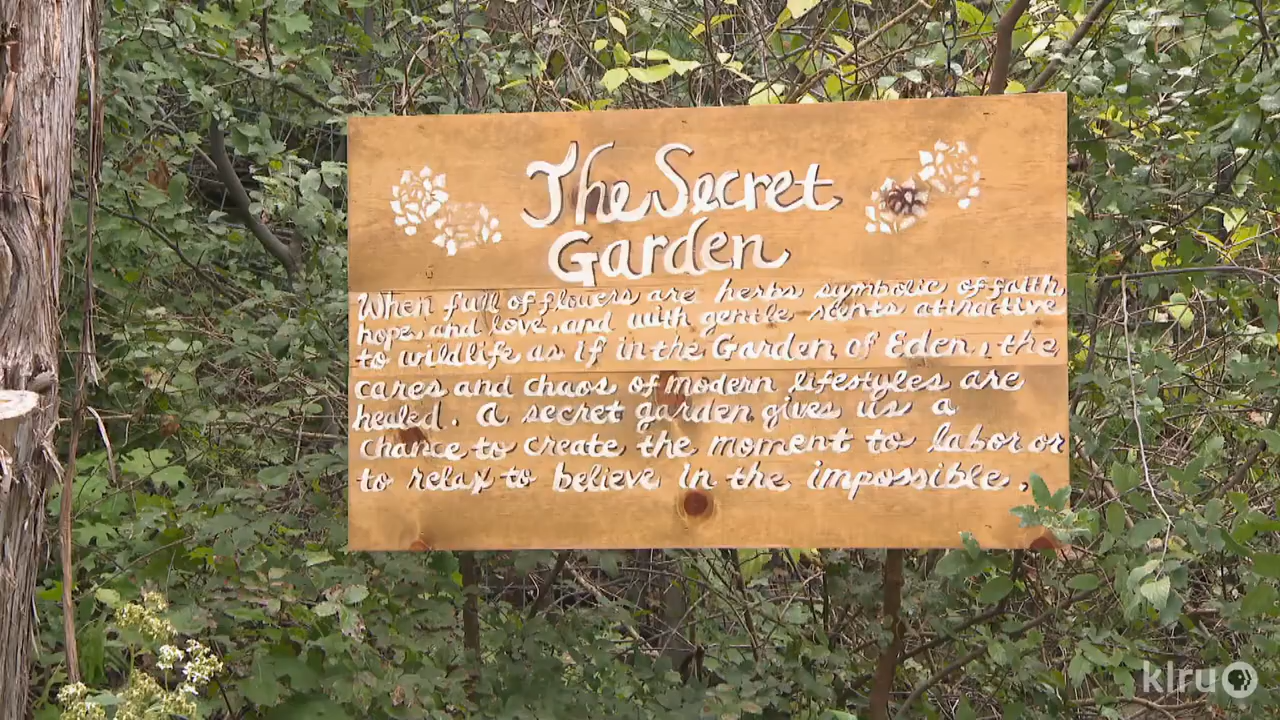 The Secret
Garden
When full of flowers are herbs symbolic of faith,
hope, and love, and with gentle scents attractive
to wildlife as if in the Garden of Eden, the
cares and chaos of modern lifestyles are
healed. A secret garden gives us a
chance to create the moment to labor or
to relax to believe in the impossible.
klru